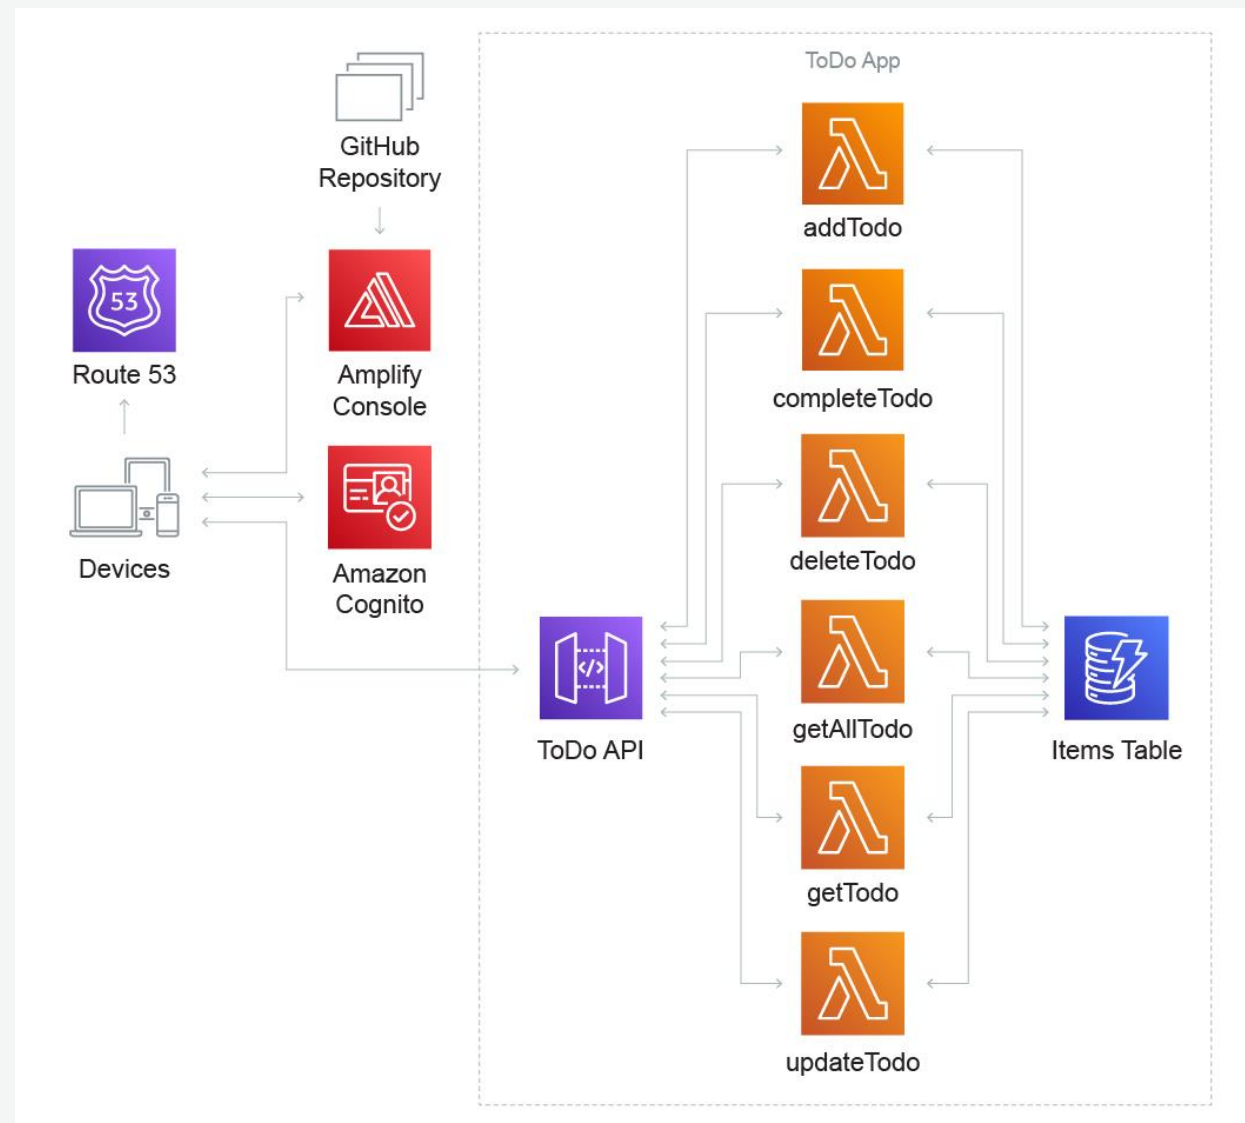 ToDo App
GitHub
Repository
addTodo
53
Route 53
Amplify
Console
completeTodo
Devices
Amazon
Cognito
deleteTodo
</>
ToDo API
getAllTodo
Items Table
getTodo
updateTodo